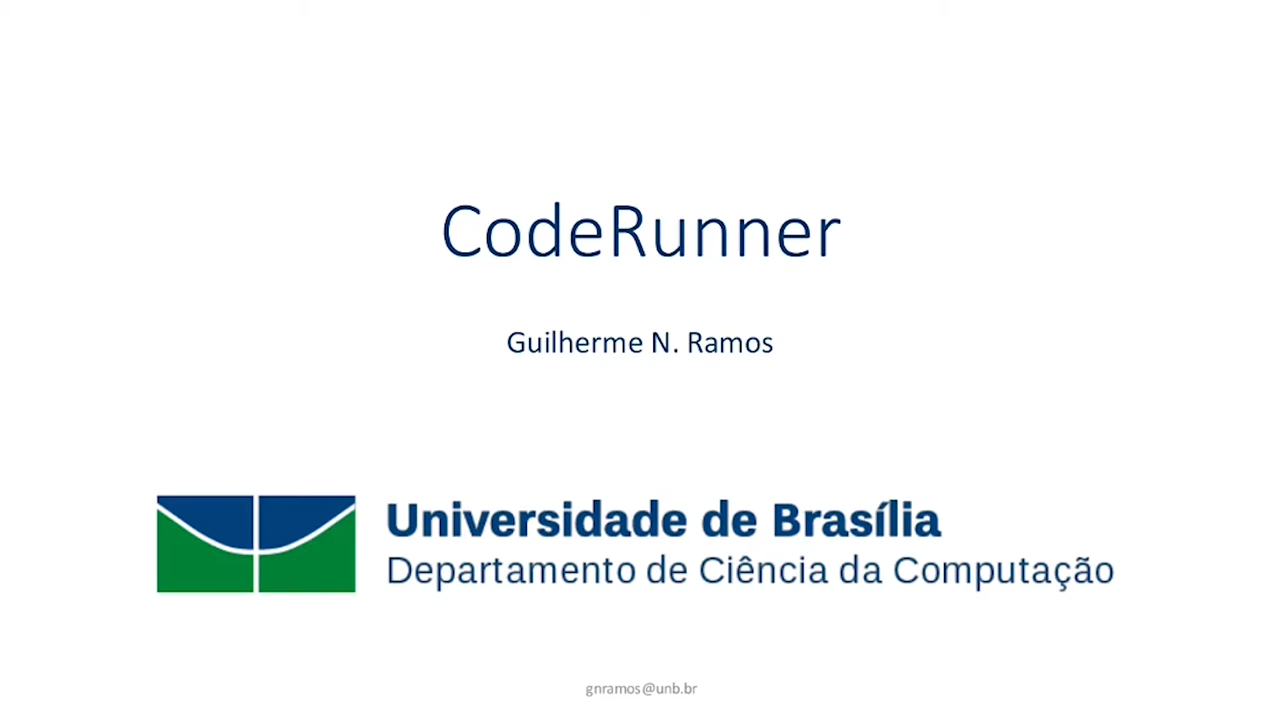 CodeRunner
Guilherme N. Ramos
Universidade de Brasília
Departamento de Ciência da Computação
gnramos@unb.br